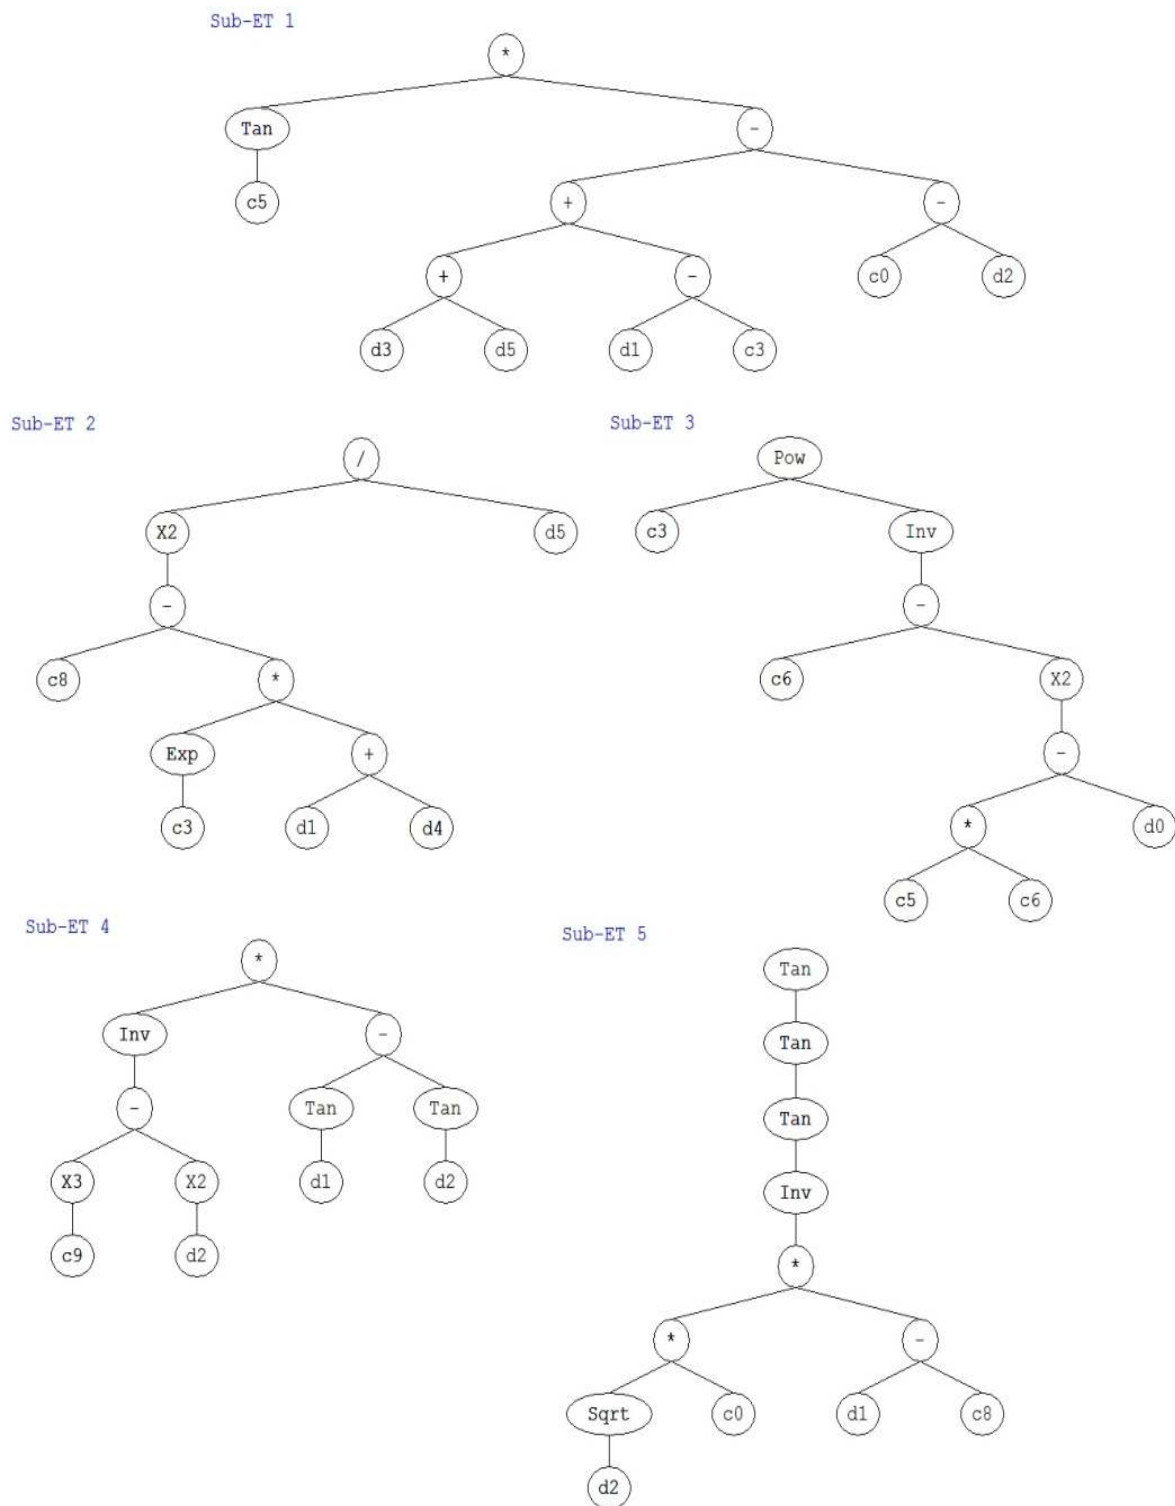 Sub-ET 1
*
Tan -
c5 + -
+ - c0 d2
d3 d5 d1 c3
Sub-ET 2
/
X2 d5
-
c8 *
Exp +
c3 d1 d4
Sub-ET 3
Pow
c3 Inv
-
c6 X2
-
* d0
c5 c6
Sub-ET 4
*
Inv -
- Tan Tan
X3 X2 d1 d2
c9 d2
Sub-ET 5
Tan
Tan
Tan
Inv
*
* -
Sqrt c0 d1 c8
d2